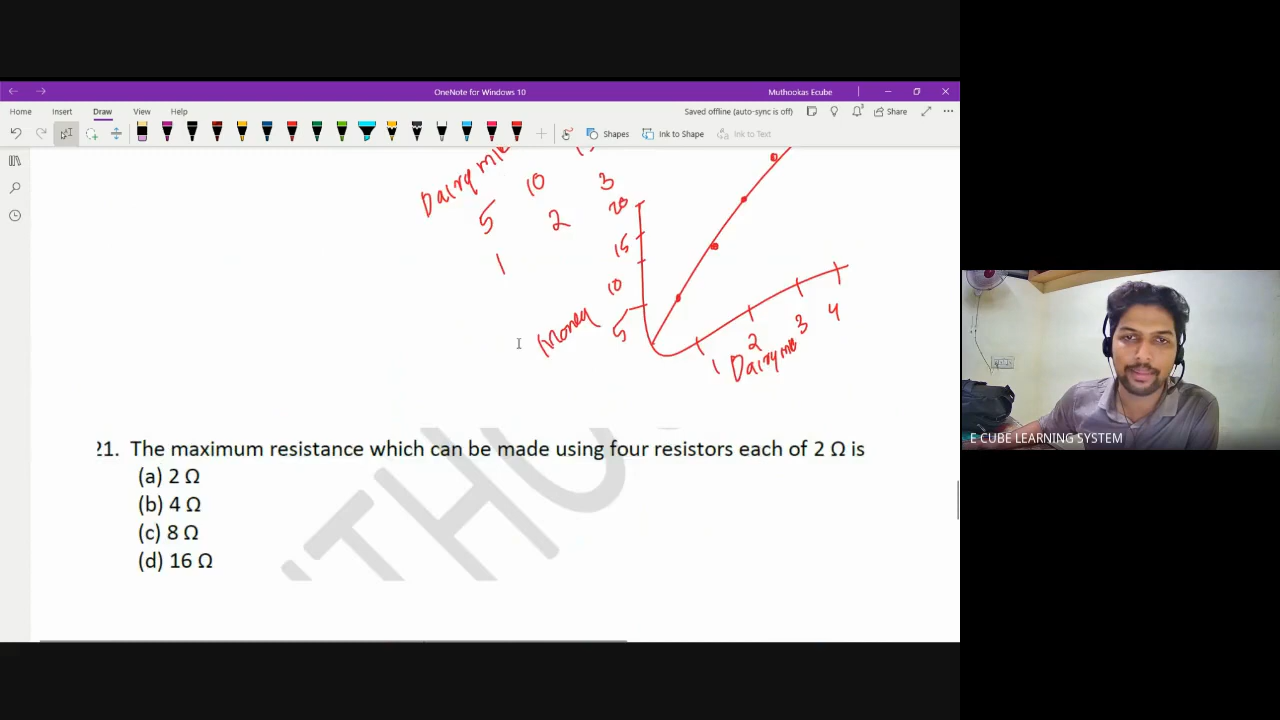 OneNote for Windows 10
Muthookas Ecube
Home Insert Draw View Help
Saved offline (auto-sync is off)
Share
Shapes
Ink to Shape
Ink to Text
10 3
5 2
1
20
15
10
5
Money
1 2 3 4
21. The maximum resistance which can be made using four resistors each of 2 Ω is
(a) 2 Ω
(b) 4 Ω
(c) 8 Ω
(d) 16 Ω
E CUBE LEARNING SYSTEM